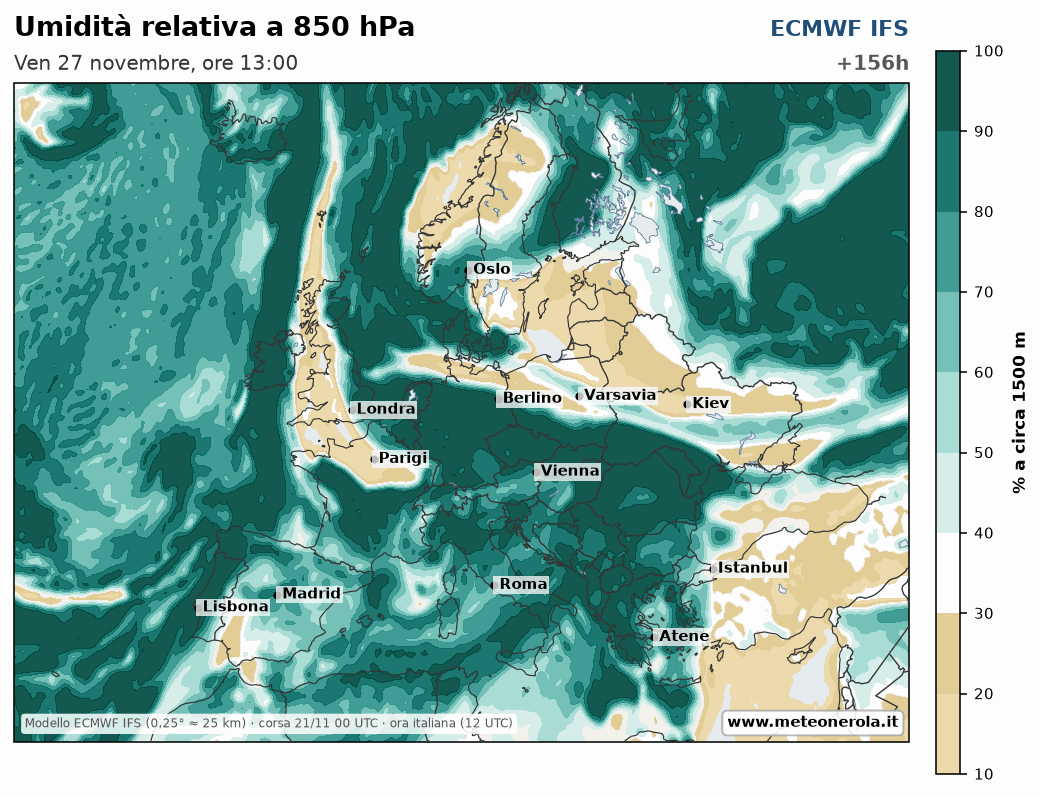 Umidità relativa a 850 hPa
ECMWF IFS
Ven 27 novembre, ore 13:00
+156h
100
90
80
70
60
50
40
30
20
10
% a circa 1500 m
Oslo
Londra
Berlino
Varsavia
Kiev
Parigi
Vienna
Istanbul
Roma
Madrid
Lisbona
Atene
Modello ECMWF IFS (0,25° ≈ 25 km) · corsa 21/11 00 UTC · ora italiana (12 UTC)
www.meteonerola.it